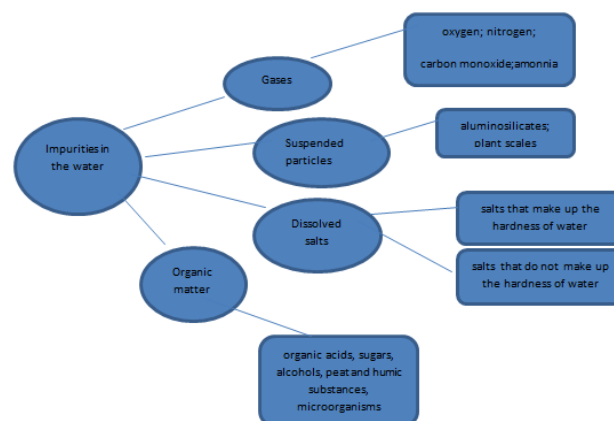 oxygen; nitrogen;
carbon monoxide;amonnia
Gases
Impurities in
the water
Suspended
particles
aluminosilicates;
plant scales
Dissolved
salts
salts that make up the
hardness of water
salts that do not make up
the hardness of water
Organic
matter
organic acids, sugars,
alcohols, peat and humic
substances,
microorganisms